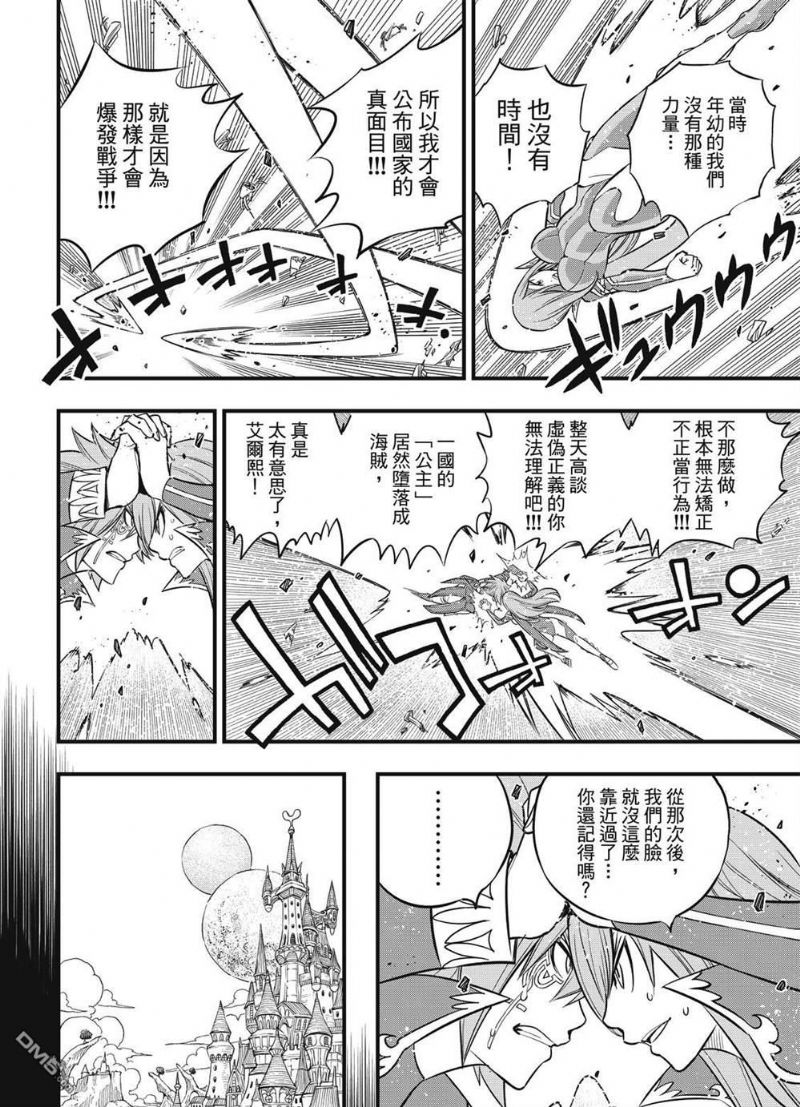 當時
年幼的我們
沒有那種
力量…
也沒有
時間！
ギュウウウ
所以我才會
公布國家的
真面目!!!
就是因為
那樣才會
爆發戰爭
!!!
不那麼做，
根本無法矯正
不正當行為
!!!
整天高談
虛偽正義的你
無法理解吧!!!
一國的
「公主」
居然墮落成
海賊，
真是
太有意思了，
艾爾熙！
從那次後，
我們的臉
就沒這麼
靠近過了…
你還記得嗎？
………